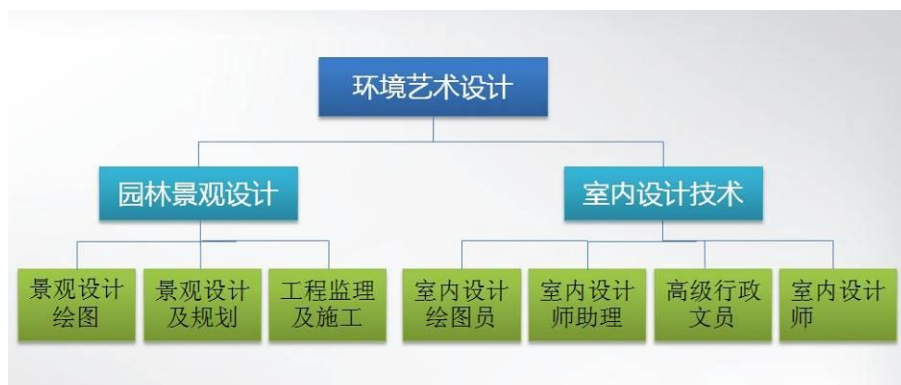 环境艺术设计
园林景观设计
室内设计技术
景观设计
绘图
景观设计
及规划
工程监理
及施工
室内设计
绘图员
室内设计
师助理
高级行政
文员
室内设计
师